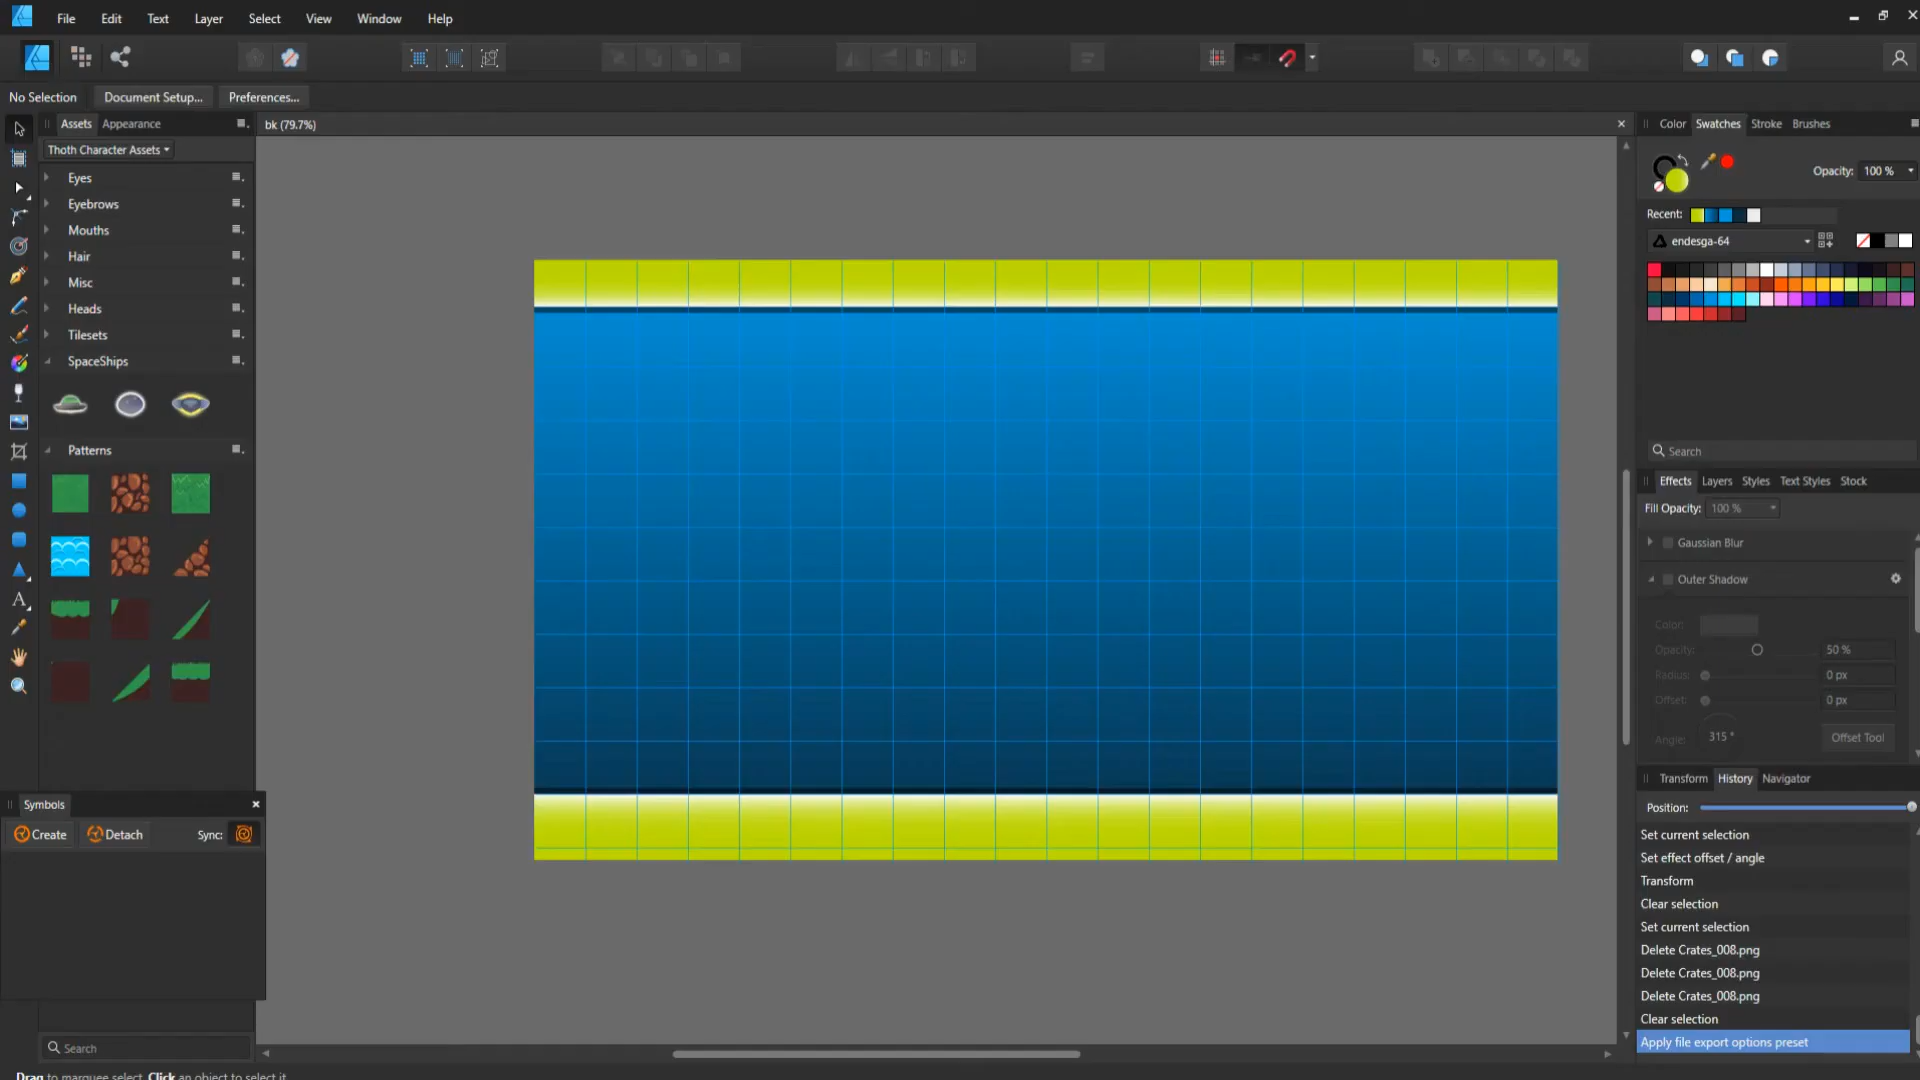 File Edit Text Layer Select View Window Help
No Selection Document Setup... Preferences...
Assets Appearance
bk (79.7%)
Color Swatches Stroke Brushes
Thoth Character Assets
Eyes
Eyebrows
Mouths
Hair
Misc
Heads
Tilesets
SpaceShips
Patterns
Opacity: 100 %
Recent:
endesga-64
Search
Effects Layers Styles Text Styles Stock
Fill Opacity: 100 %
Gaussian Blur
Outer Shadow
Color:
Opacity: 50 %
Radius: 0 px
Offset: 0 px
Angle: 315 ° Offset Tool
Transform History Navigator
Position:
Set current selection
Set effect offset / angle
Transform
Clear selection
Set current selection
Delete Crates_008.png
Delete Crates_008.png
Delete Crates_008.png
Clear selection
Apply file export options preset
Symbols
Create Detach Sync:
Search
Drag to marquee select. Click an object to select it.